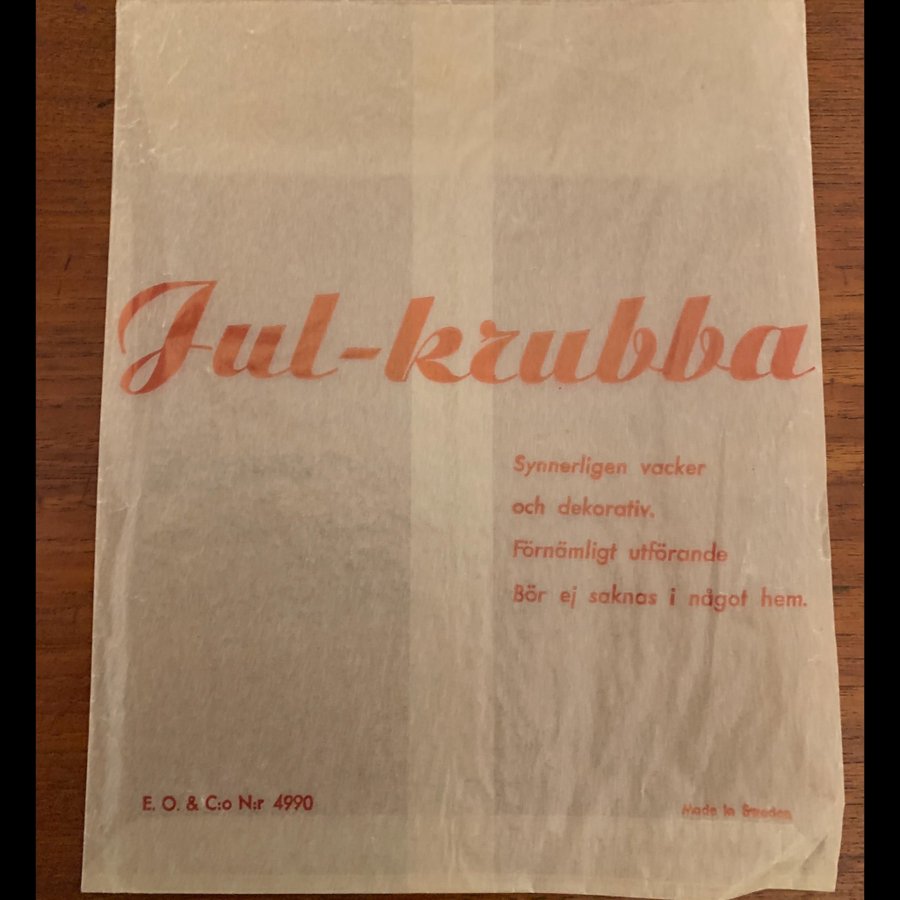 Jul-krubba
Synnerligen vacker
och dekorativ.
Förnämligt utförande
Bör ej saknas i något hem.
E. O. & C:o N:r 4990
Made in Sweden